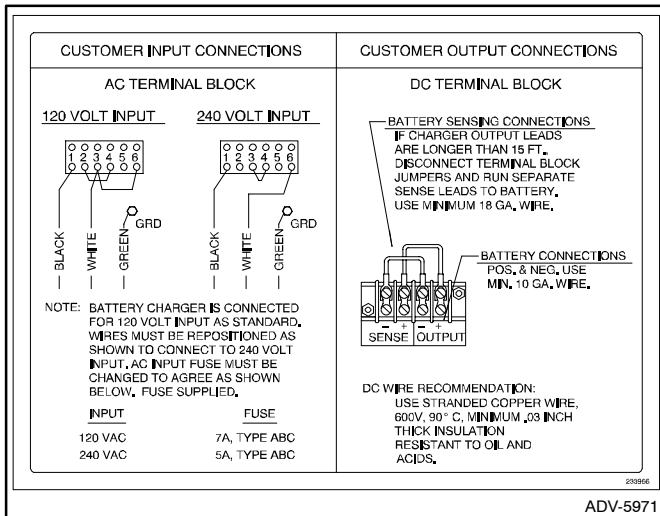 CUSTOMER INPUT CONNECTIONS
AC TERMINAL BLOCK
120 VOLT INPUT
240 VOLT INPUT
1 2 3 4 5 6
1 2 3 4 5 6
BLACK
WHITE
GREEN
GRD
BLACK
WHITE
GREEN
GRD
NOTE: BATTERY CHARGER IS CONNECTED
FOR 120 VOLT INPUT AS STANDARD.
WIRES MUST BE REPOSITIONED AS
SHOWN TO CONNECT TO 240 VOLT
INPUT. AC INPUT FUSE MUST BE
CHANGED TO AGREE AS SHOWN
BELOW. FUSE SUPPLIED.
INPUT FUSE
120 VAC 7A, TYPE ABC
240 VAC 5A, TYPE ABC
CUSTOMER OUTPUT CONNECTIONS
DC TERMINAL BLOCK
BATTERY SENSING CONNECTIONS
IF CHARGER OUTPUT LEADS
ARE LONGER THAN 15 FT.,
DISCONNECT TERMINAL BLOCK
JUMPERS AND RUN SEPARATE
SENSE LEADS TO BATTERY.
USE MINIMUM 18 GA. WIRE.
BATTERY CONNECTIONS
POS. & NEG. USE
MIN. 10 GA. WIRE.
− + − +
SENSE OUTPUT
DC WIRE RECOMMENDATION:
USE STRANDED COPPER WIRE,
600V, 90° C, MINIMUM .03 INCH
THICK INSULATION
RESISTANT TO OIL AND
ACIDS.
233966
ADV-5971